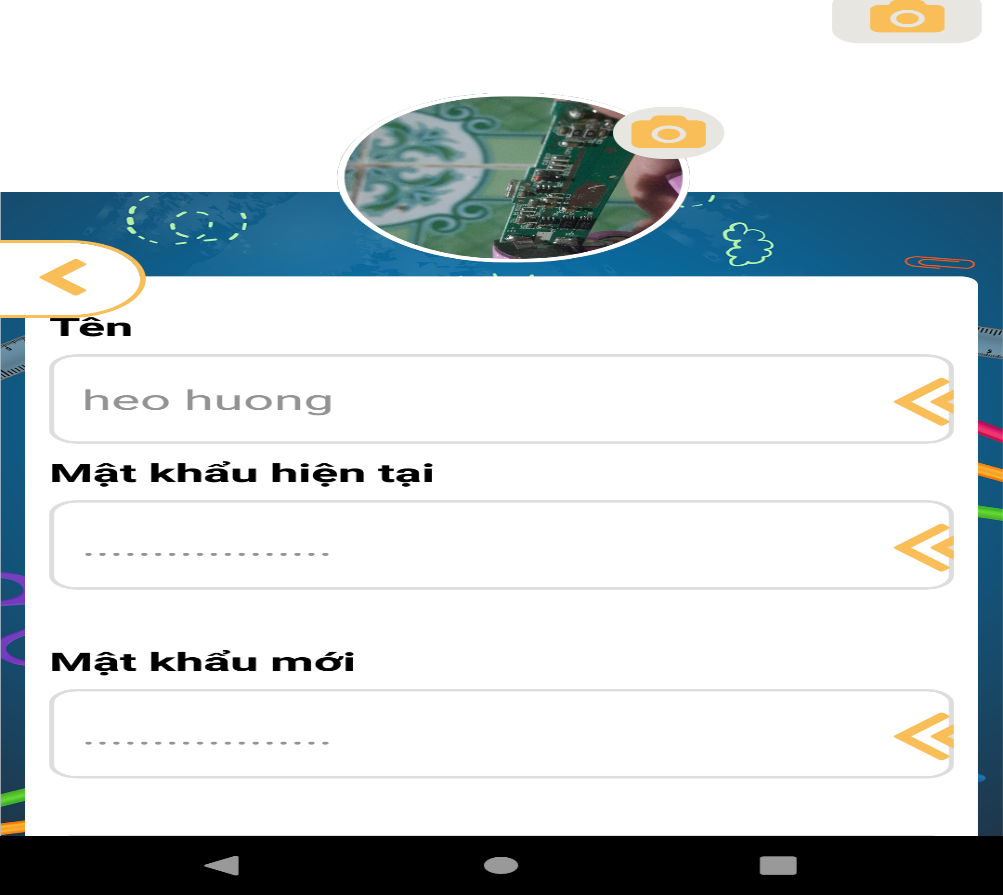 Tên
heo huong
Mật khẩu hiện tại
..................
Mật khẩu mới
..................